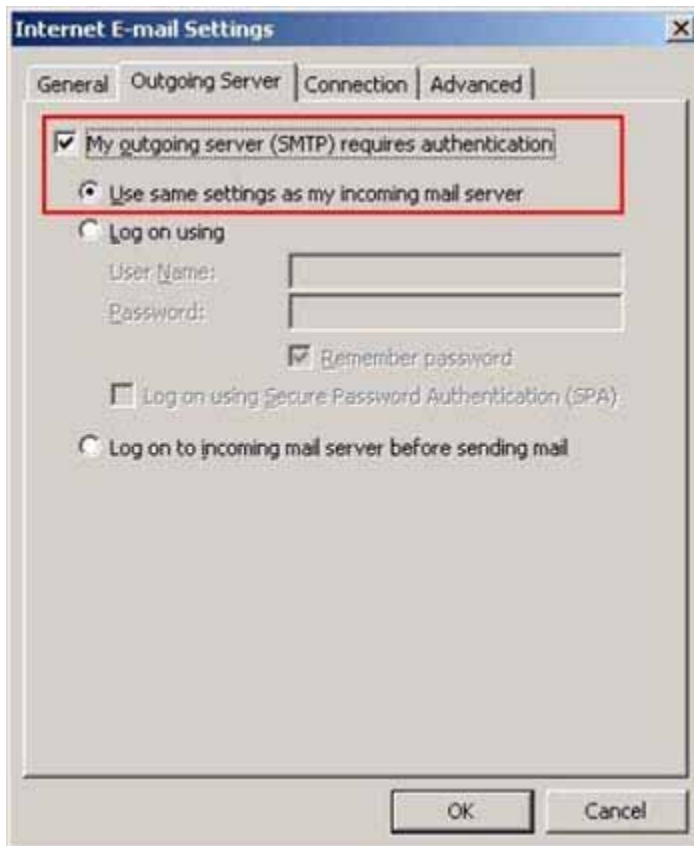 Internet E-mail Settings
General Outgoing Server Connection Advanced
My outgoing server (SMTP) requires authentication
Use same settings as my incoming mail server
Log on using
User Name:
Password:
Remember password
Log on using Secure Password Authentication (SPA)
Log on to incoming mail server before sending mail
OK Cancel